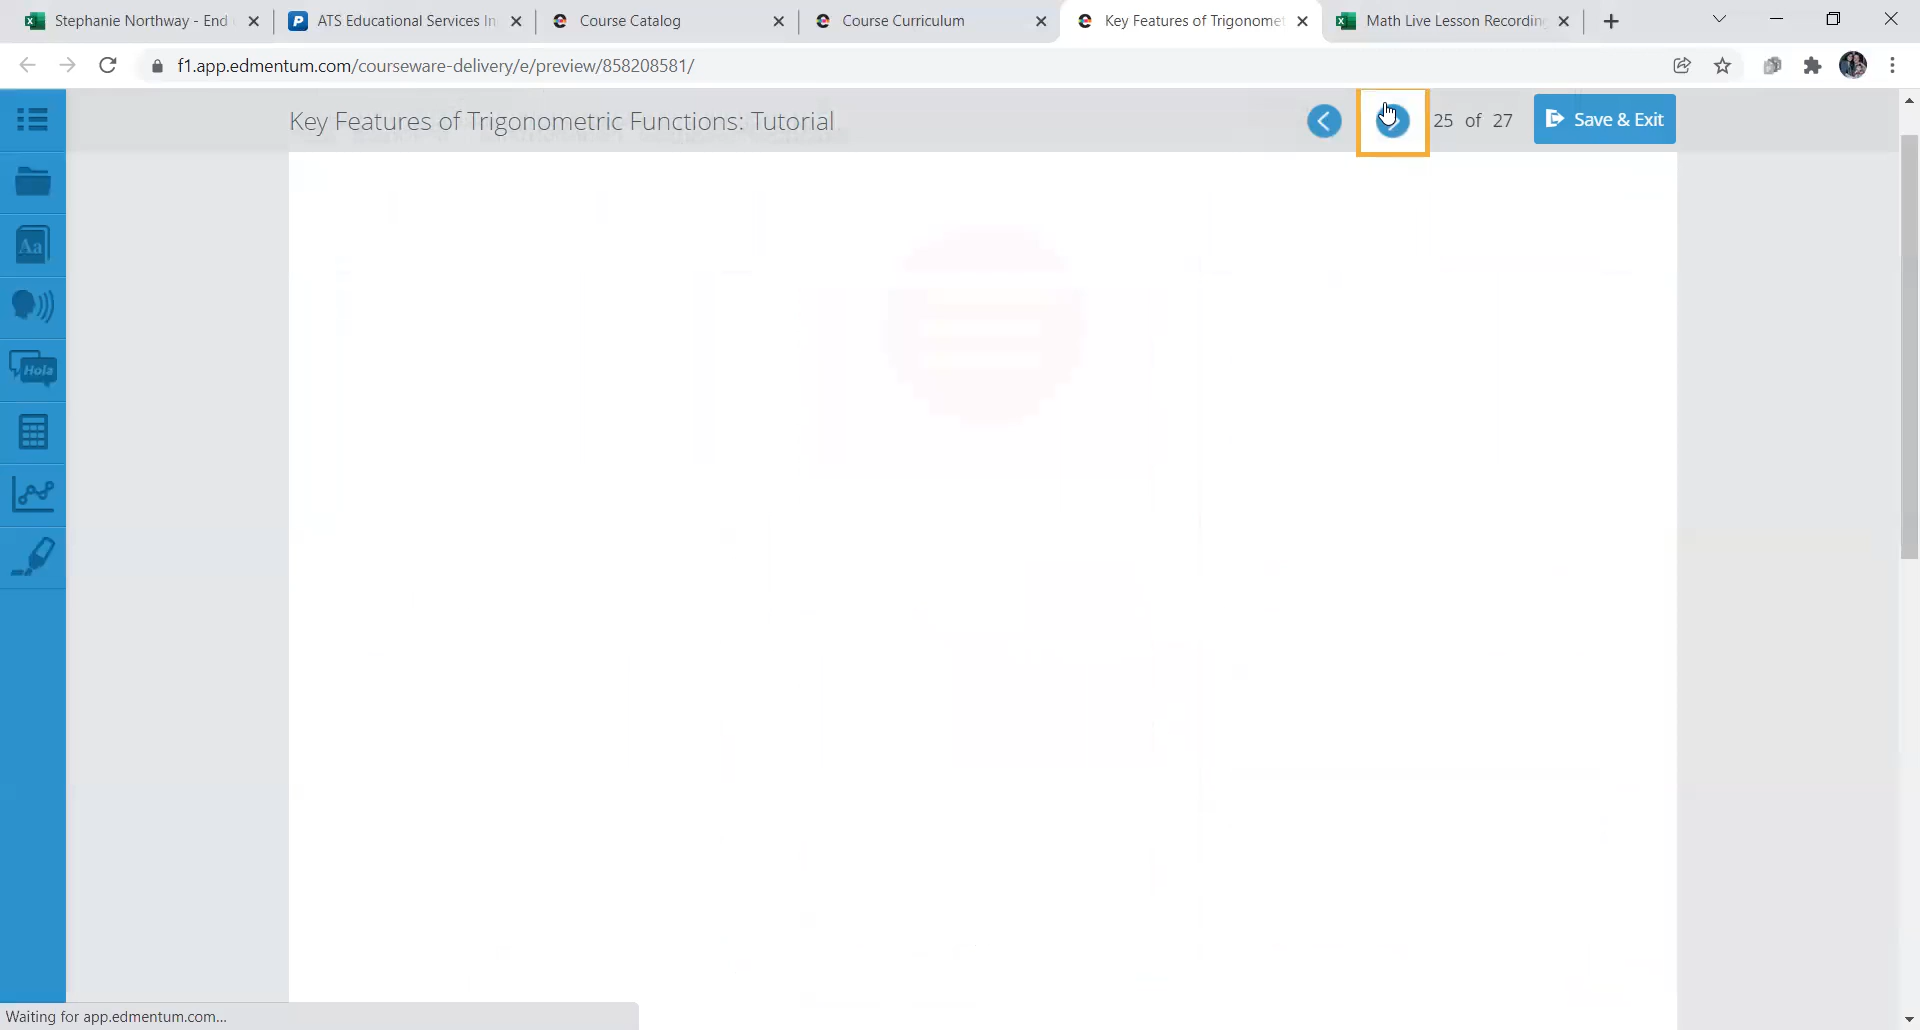 Stephanie Northway - End
ATS Educational Services In
Course Catalog
Course Curriculum
Key Features of Trigonomet
Math Live Lesson Recording
f1.app.edmentum.com/courseware-delivery/e/preview/858208581/
Key Features of Trigonometric Functions: Tutorial
25 of 27
Save & Exit
Aa
Hola
Waiting for app.edmentum.com...